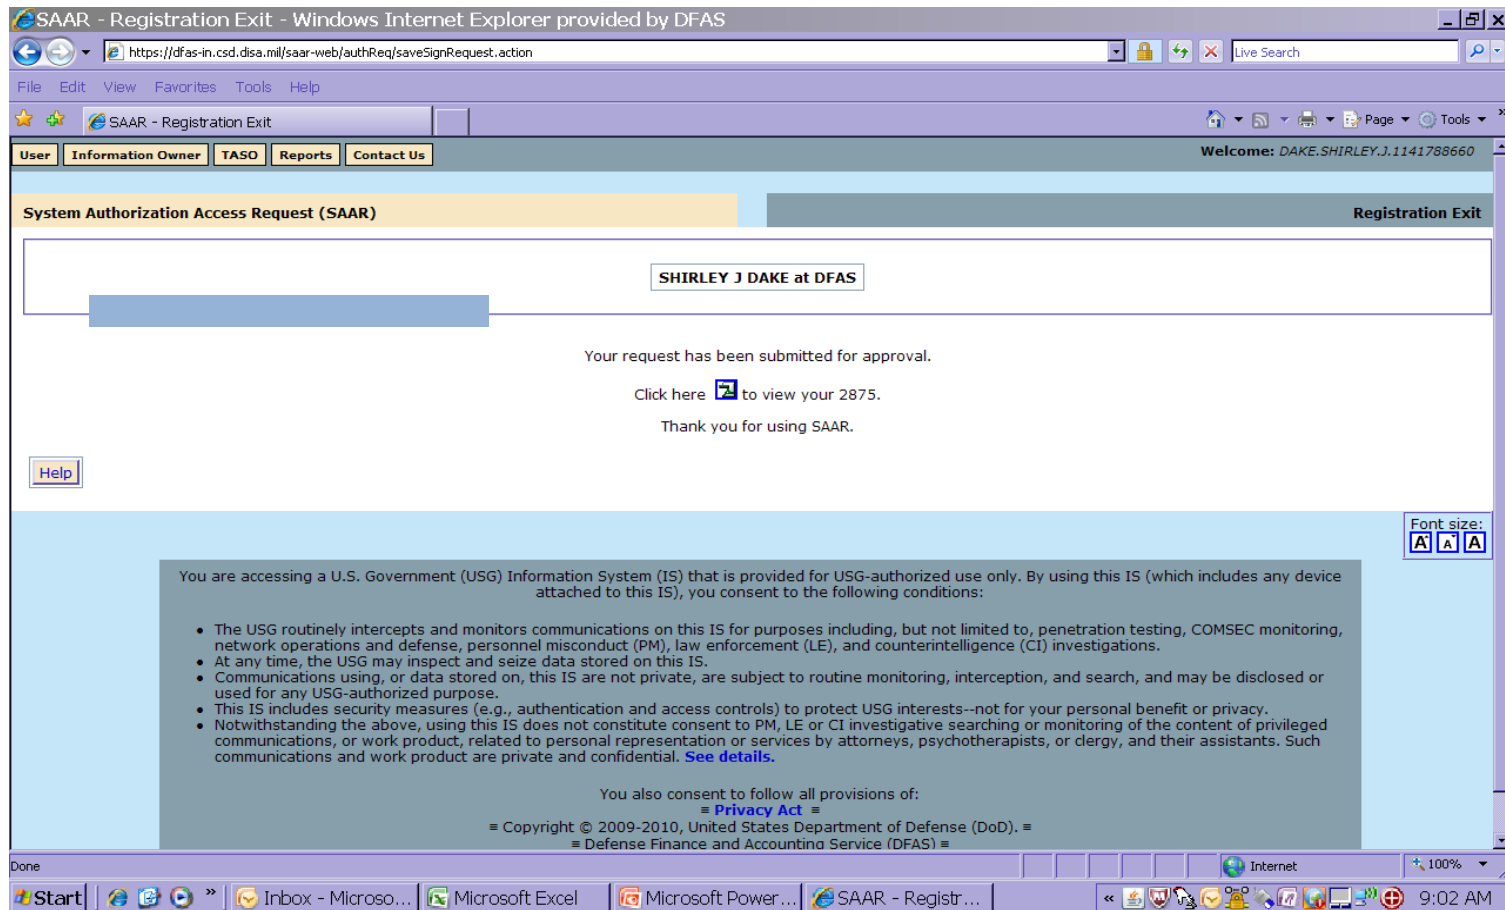 SAAR - Registration Exit - Windows Internet Explorer provided by DFAS
https://dfas-in.csd.disa.mil/saar-web/authReq/saveSignRequest.action
Live Search
File Edit View Favorites Tools Help
SAAR - Registration Exit
Page Tools
User Information Owner TASO Reports Contact Us
Welcome: DAKE.SHIRLEY.J.1141788660
System Authorization Access Request (SAAR)
Registration Exit
SHIRLEY J DAKE at DFAS
Your request has been submitted for approval.
Click here to view your 2875.
Thank you for using SAAR.
Help
Font size:
A A A
You are accessing a U.S. Government (USG) Information System (IS) that is provided for USG-authorized use only. By using this IS (which includes any device
attached to this IS), you consent to the following conditions:
• The USG routinely intercepts and monitors communications on this IS for purposes including, but not limited to, penetration testing, COMSEC monitoring,
network operations and defense, personnel misconduct (PM), law enforcement (LE), and counterintelligence (CI) investigations.
• At any time, the USG may inspect and seize data stored on this IS.
• Communications using, or data stored on, this IS are not private, are subject to routine monitoring, interception, and search, and may be disclosed or
used for any USG-authorized purpose.
• This IS includes security measures (e.g., authentication and access controls) to protect USG interests--not for your personal benefit or privacy.
• Notwithstanding the above, using this IS does not constitute consent to PM, LE or CI investigative searching or monitoring of the content of privileged
communications, or work product, related to personal representation or services by attorneys, psychotherapists, or clergy, and their assistants. Such
communications and work product are private and confidential. See details.
You also consent to follow all provisions of:
≡ Privacy Act ≡
≡ Copyright © 2009-2010, United States Department of Defense (DoD). ≡
≡ Defense Finance and Accounting Service (DFAS) ≡
Done
Internet
100%
Start
Inbox - Microso...
Microsoft Excel
Microsoft Power...
SAAR - Registr...
9:02 AM